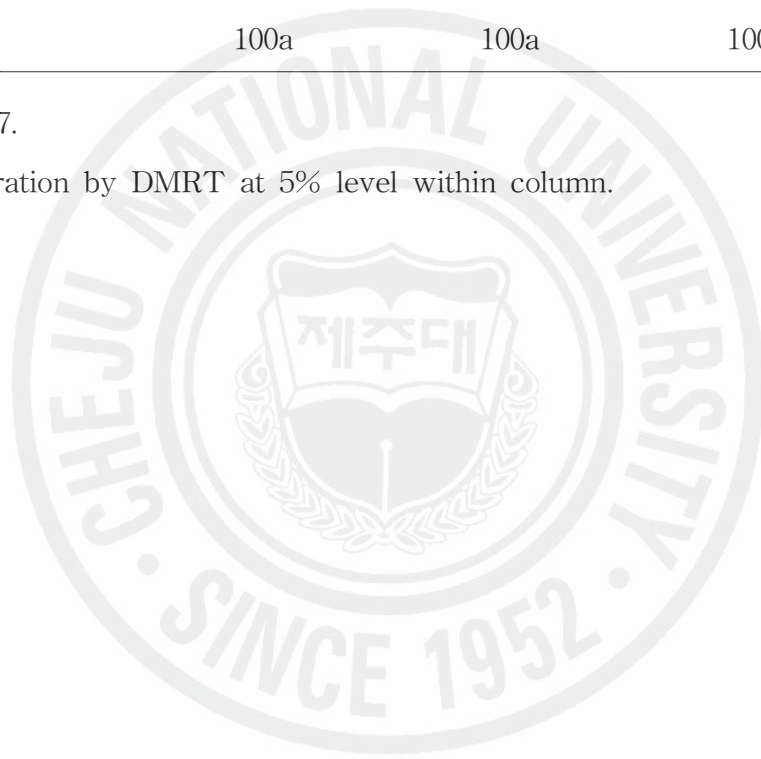 100a 100a 100
7.
ration by DMRT at 5% level within column.
CHEJU NATIONAL UNIVERSITY
제주대
SINCE 1952